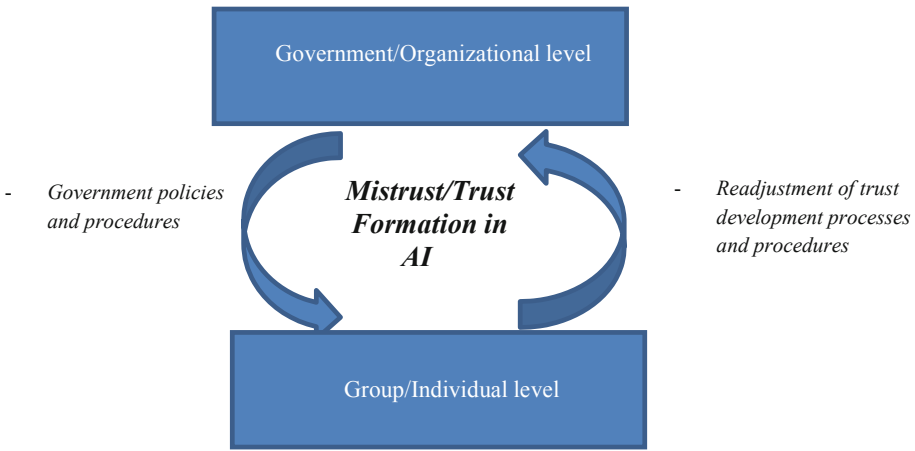 Government/Organizational level
- Government policies
and procedures
Mistrust/Trust
Formation in
AI
- Readjustment of trust
development processes
and procedures
Group/Individual level